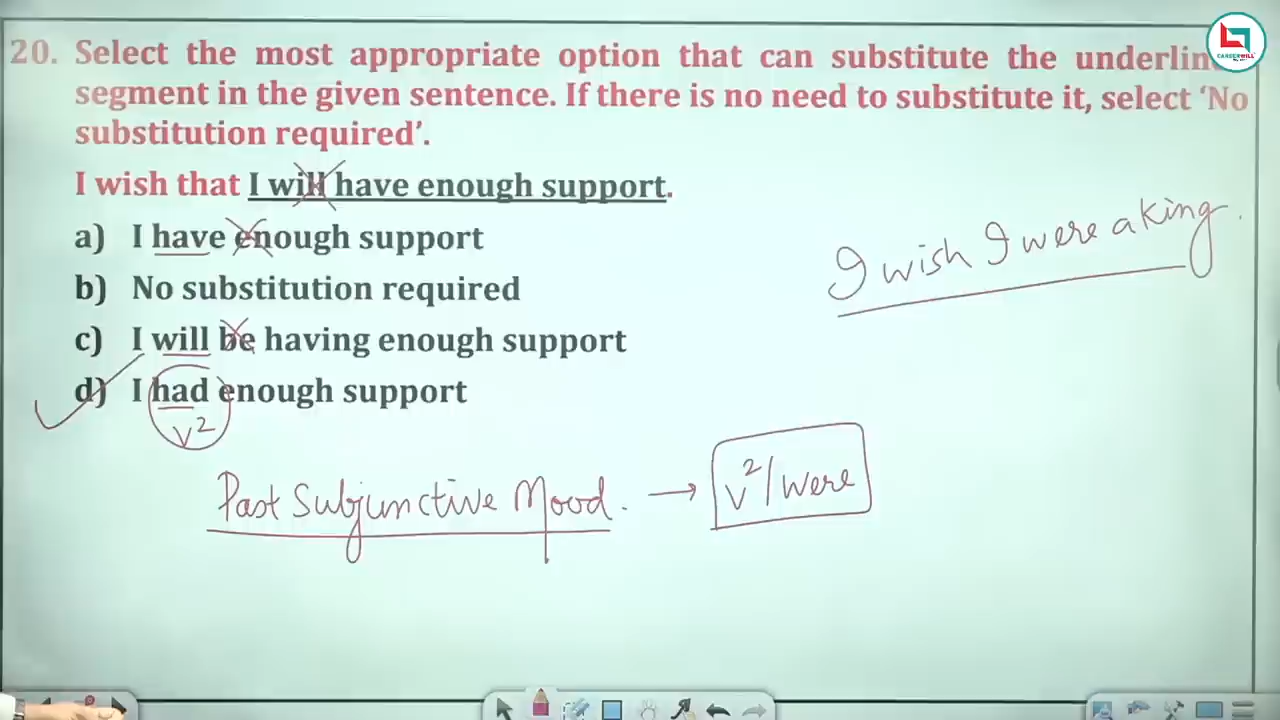 20. Select the most appropriate option that can substitute the
segment in the given sentence. If there is no need to substitute it, select ‘No
substitution required’.
I wish that I will have enough support.
a) I have enough support
b) No substitution required
c) I will be having enough support
d) I had enough support
v²
I wish I were a king.
Past Subjunctive Mood. → v²/were
CAREERWILL